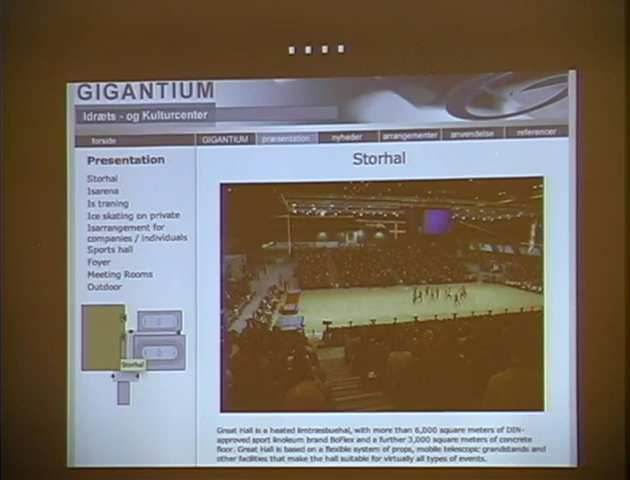 GIGANTIUM
Idræts - og Kulturcenter
forside GIGANTIUM præsentation nyheder arrangementer anvendelse referencer
Presentation
Storhal
Storhal
Isarena
Is traning
Ice skating on private
Isarrangement for
companies / individuals
Sports hall
Foyer
Meeting Rooms
Outdoor
Storhal
Great Hall is a heated limtræsbuehal, with more than 6,000 square meters of DIN-
approved sport linoleum brand BoFlex and a further 3,000 square meters of concrete
floor. Great Hall is based on a flexible system of props, mobile telescopic grandstands and
other facilities that make the hall suitable for virtually all types of events.